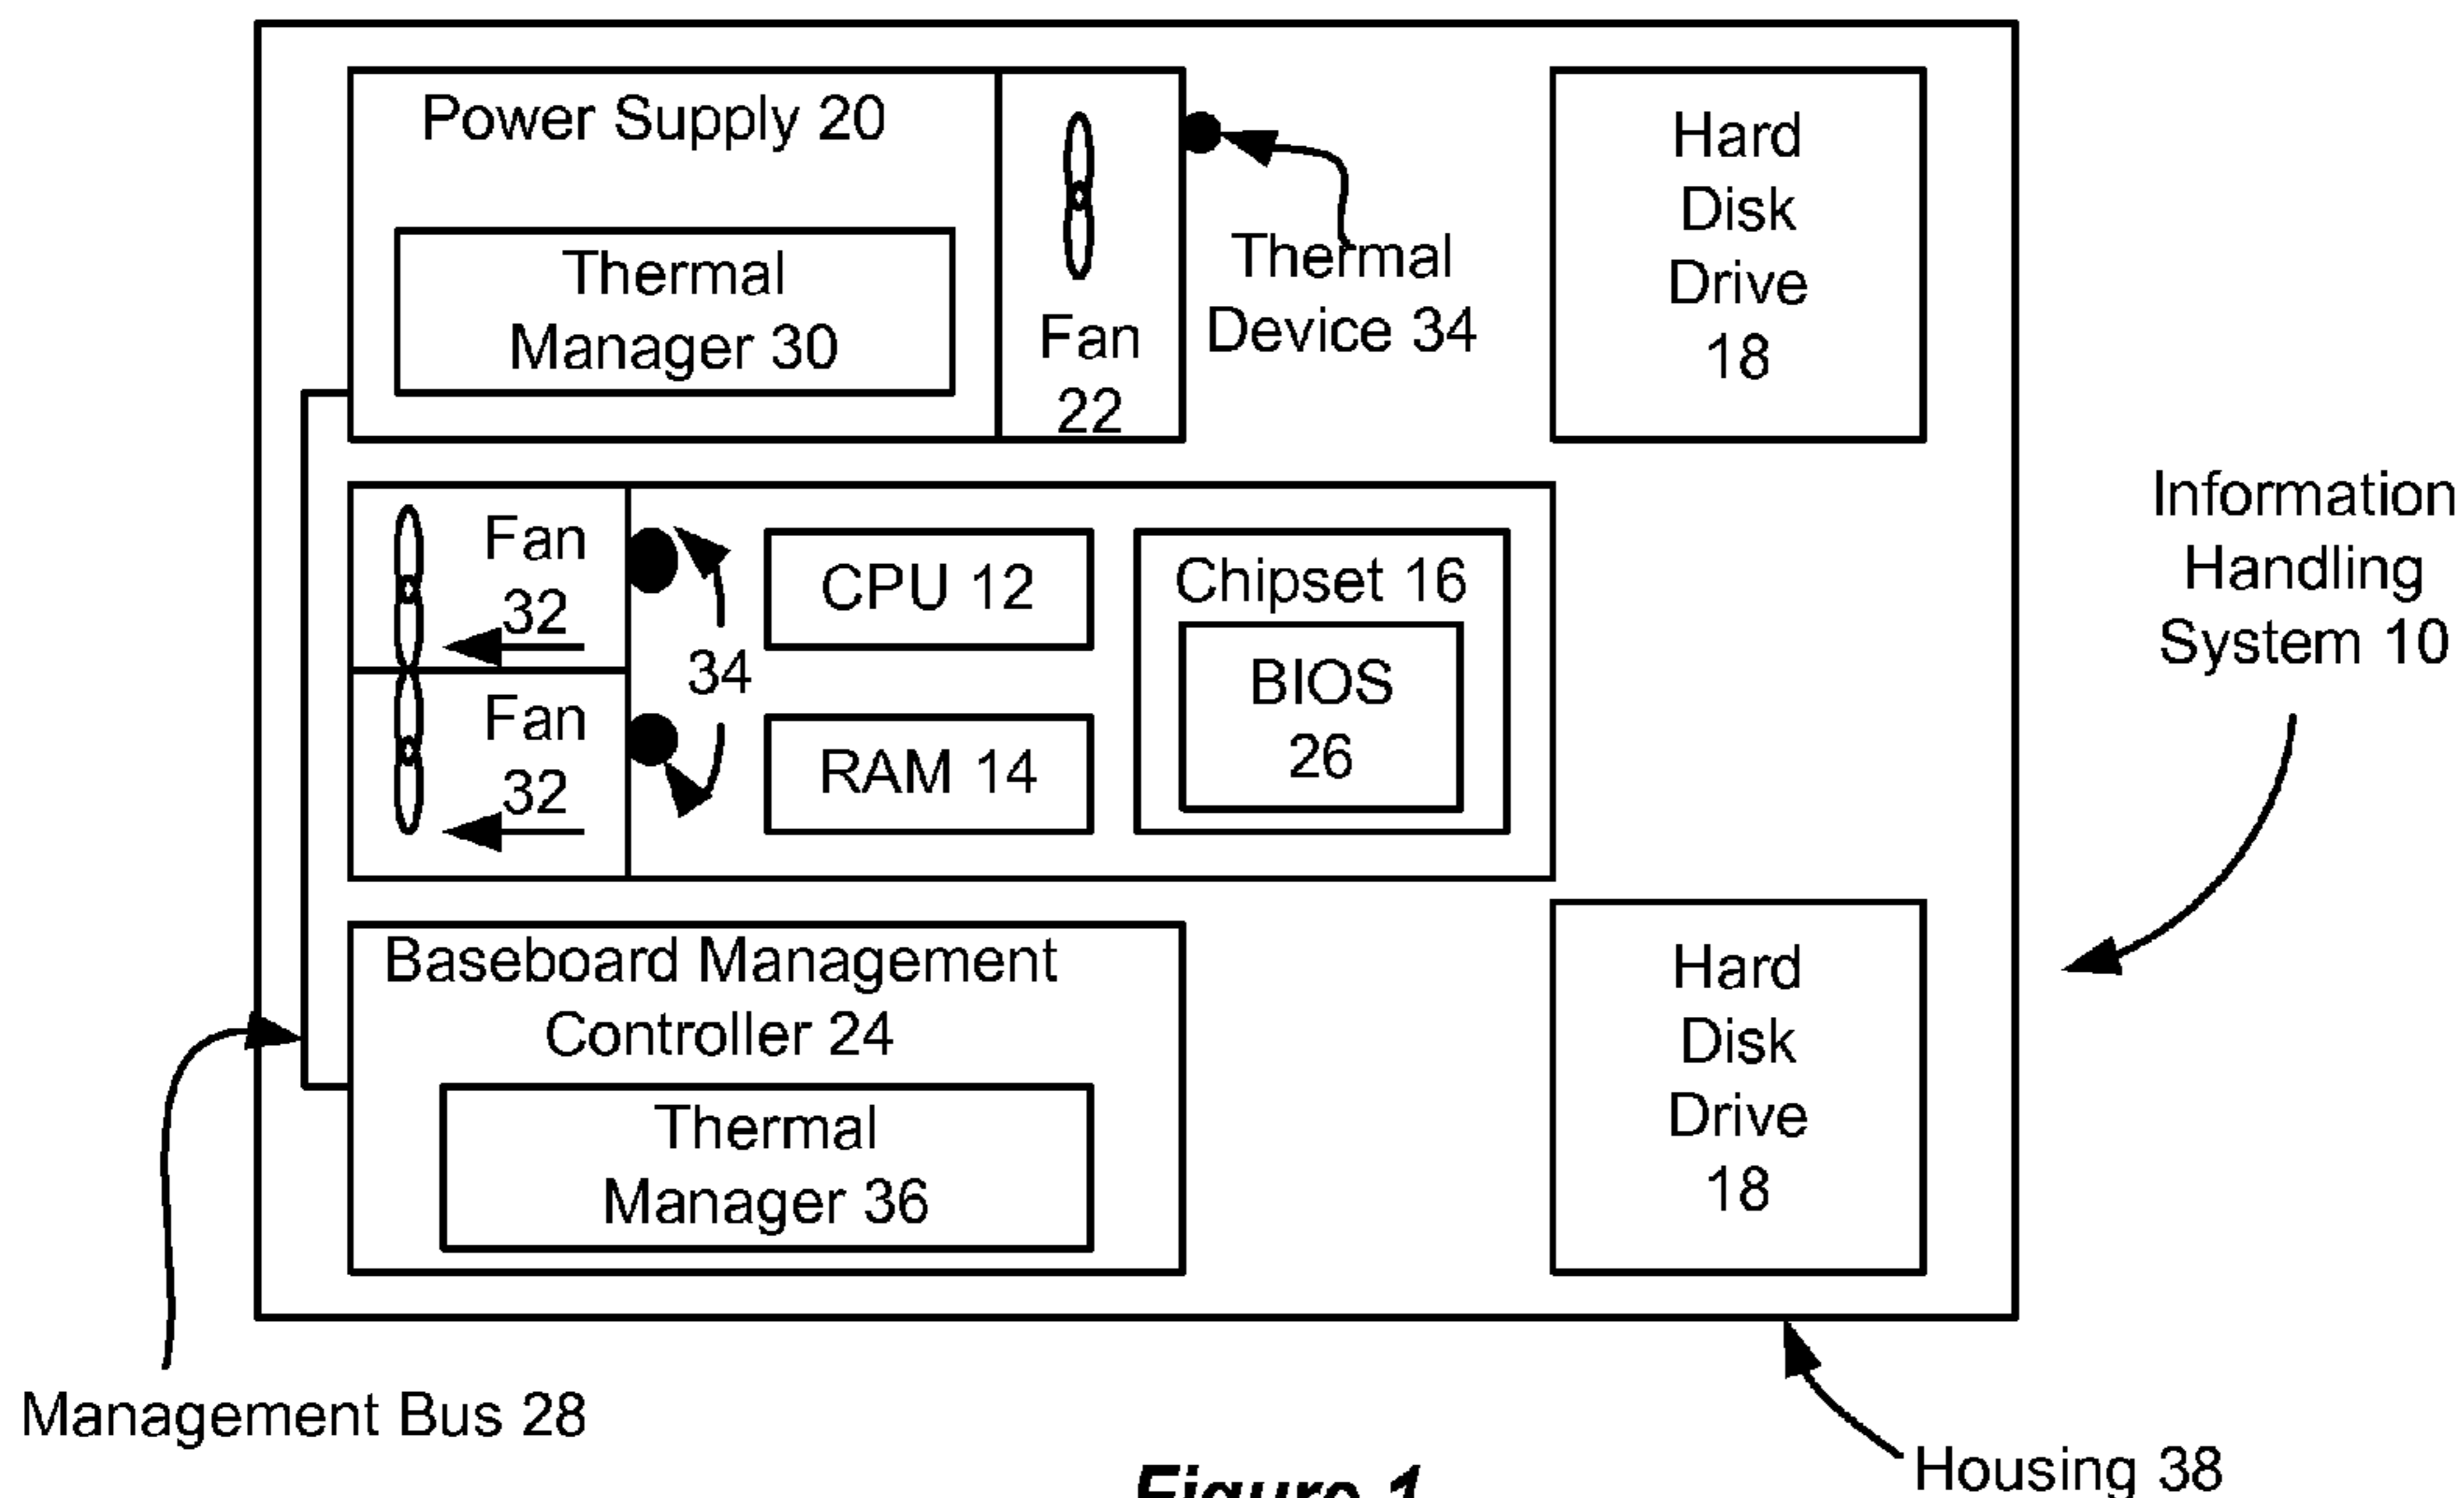 Power Supply 20
Thermal
Manager 30
Fan
22
Thermal
Device 34
Hard
Disk
Drive
18
Fan
32
Fan
32
34
CPU 12
RAM 14
Chipset 16
BIOS
26
Information
Handling
System 10
Baseboard Management
Controller 24
Thermal
Manager 36
Hard
Disk
Drive
18
Management Bus 28
Housing 38
Figure 1